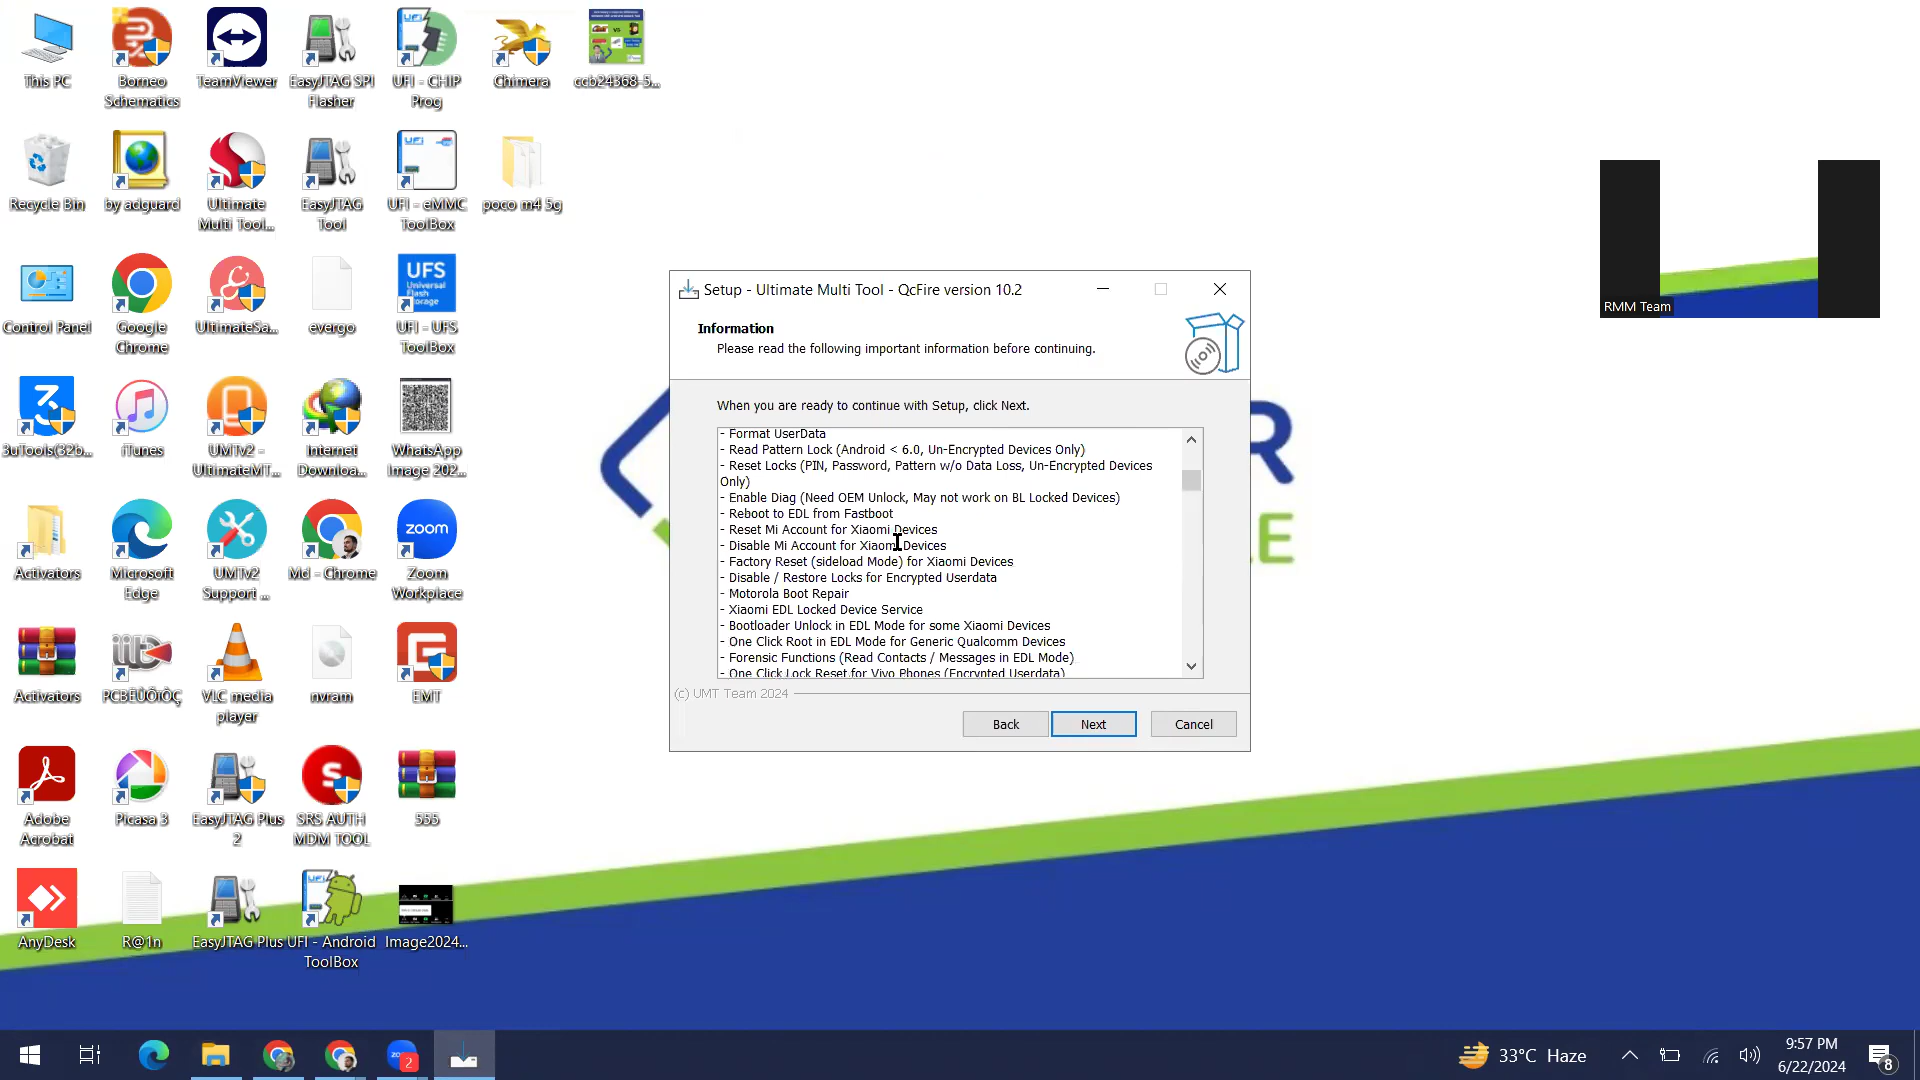 This PC
Borneo
Schematics
TeamViewer
EasyJTAG SPI
Flasher
UFI - CHIP
Prog
Chimera
ccb24368-5...
Recycle Bin
by adguard
Ultimate
Multi Tool...
EasyJTAG
Tool
UFI - eMMC
ToolBox
poco m4 5g
Control Panel
Google
Chrome
UltimateSa...
evergo
UFS
Universal
Flash
Storage
UFI - UFS
ToolBox
3uTools(32b...
iTunes
UMTv2 -
UltimateMT...
Internet
Downloa...
WhatsApp
Image 202...
Activators
Microsoft
Edge
UMTv2
Support ...
Md - Chrome
zoom
Zoom
Workplace
Activators
VLC media
player
nvram
EMT
Adobe
Acrobat
Picasa 3
EasyJTAG Plus
2
SRS AUTH
MDM TOOL
555
AnyDesk
R@1n
EasyJTAG Plus
UFI - Android
ToolBox
Image2024...
Setup - Ultimate Multi Tool - QcFire version 10.2
Information
Please read the following important information before continuing.
When you are ready to continue with Setup, click Next.
- Format UserData
- Read Pattern Lock (Android < 6.0, Un-Encrypted Devices Only)
- Reset Locks (PIN, Password, Pattern w/o Data Loss, Un-Encrypted Devices
Only)
- Enable Diag (Need OEM Unlock, May not work on BL Locked Devices)
- Reboot to EDL from Fastboot
- Reset Mi Account for Xiaomi Devices
- Disable Mi Account for Xiaomi Devices
- Factory Reset (sideload Mode) for Xiaomi Devices
- Disable / Restore Locks for Encrypted Userdata
- Motorola Boot Repair
- Xiaomi EDL Locked Device Service
- Bootloader Unlock in EDL Mode for some Xiaomi Devices
- One Click Root in EDL Mode for Generic Qualcomm Devices
- Forensic Functions (Read Contacts / Messages in EDL Mode)
- One Click Lock Reset for Vivo Phones (Encrypted Userdata)
(c) UMT Team 2024
Back
Next
Cancel
R
E
RMM Team
2
33°C Haze
9:57 PM
6/22/2024
8